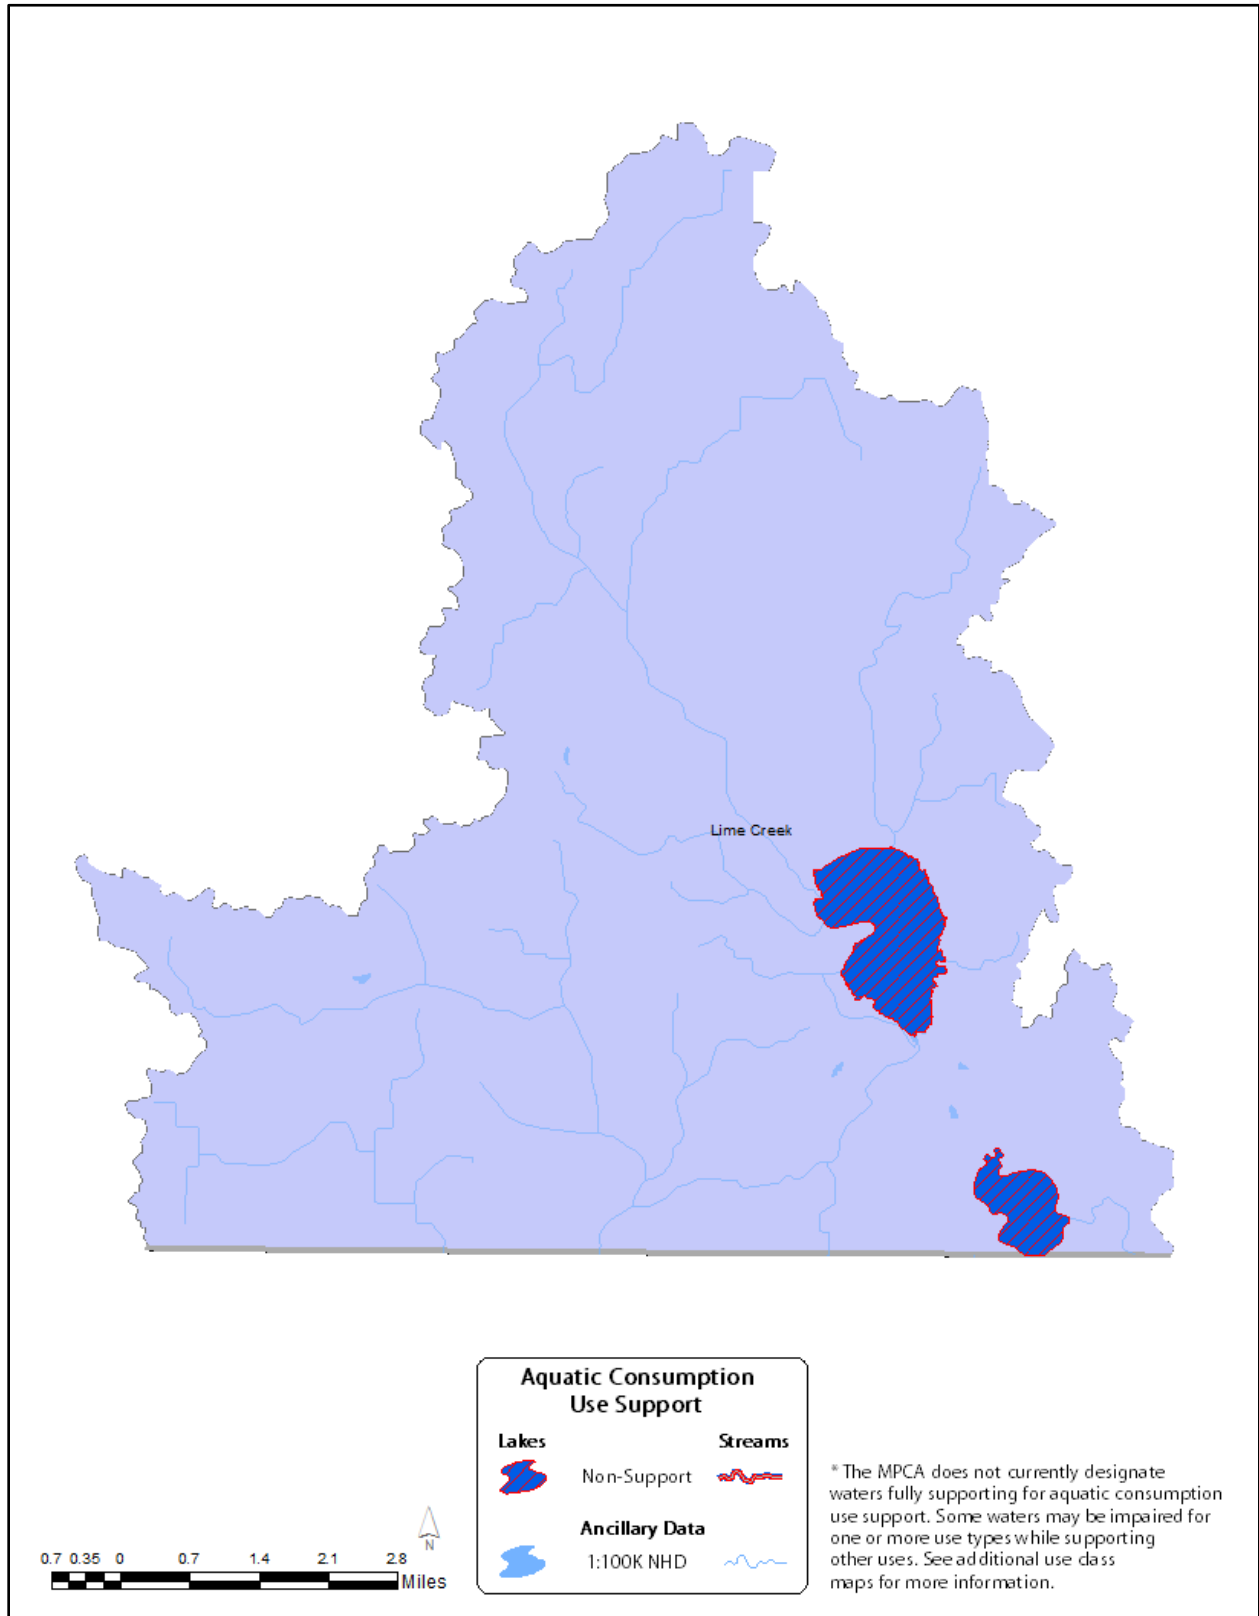 Lime Creek
Aquatic Consumption
Use Support
Lakes Streams
Non-Support
Ancillary Data
1:100K NHD
N
0.7 0.35 0 0.7 1.4 2.1 2.8
Miles
* The MPCA does not currently designate
waters fully supporting for aquatic consumption
use support. Some waters may be impaired for
one or more use types while supporting
other uses. See additional use class
maps for more information.